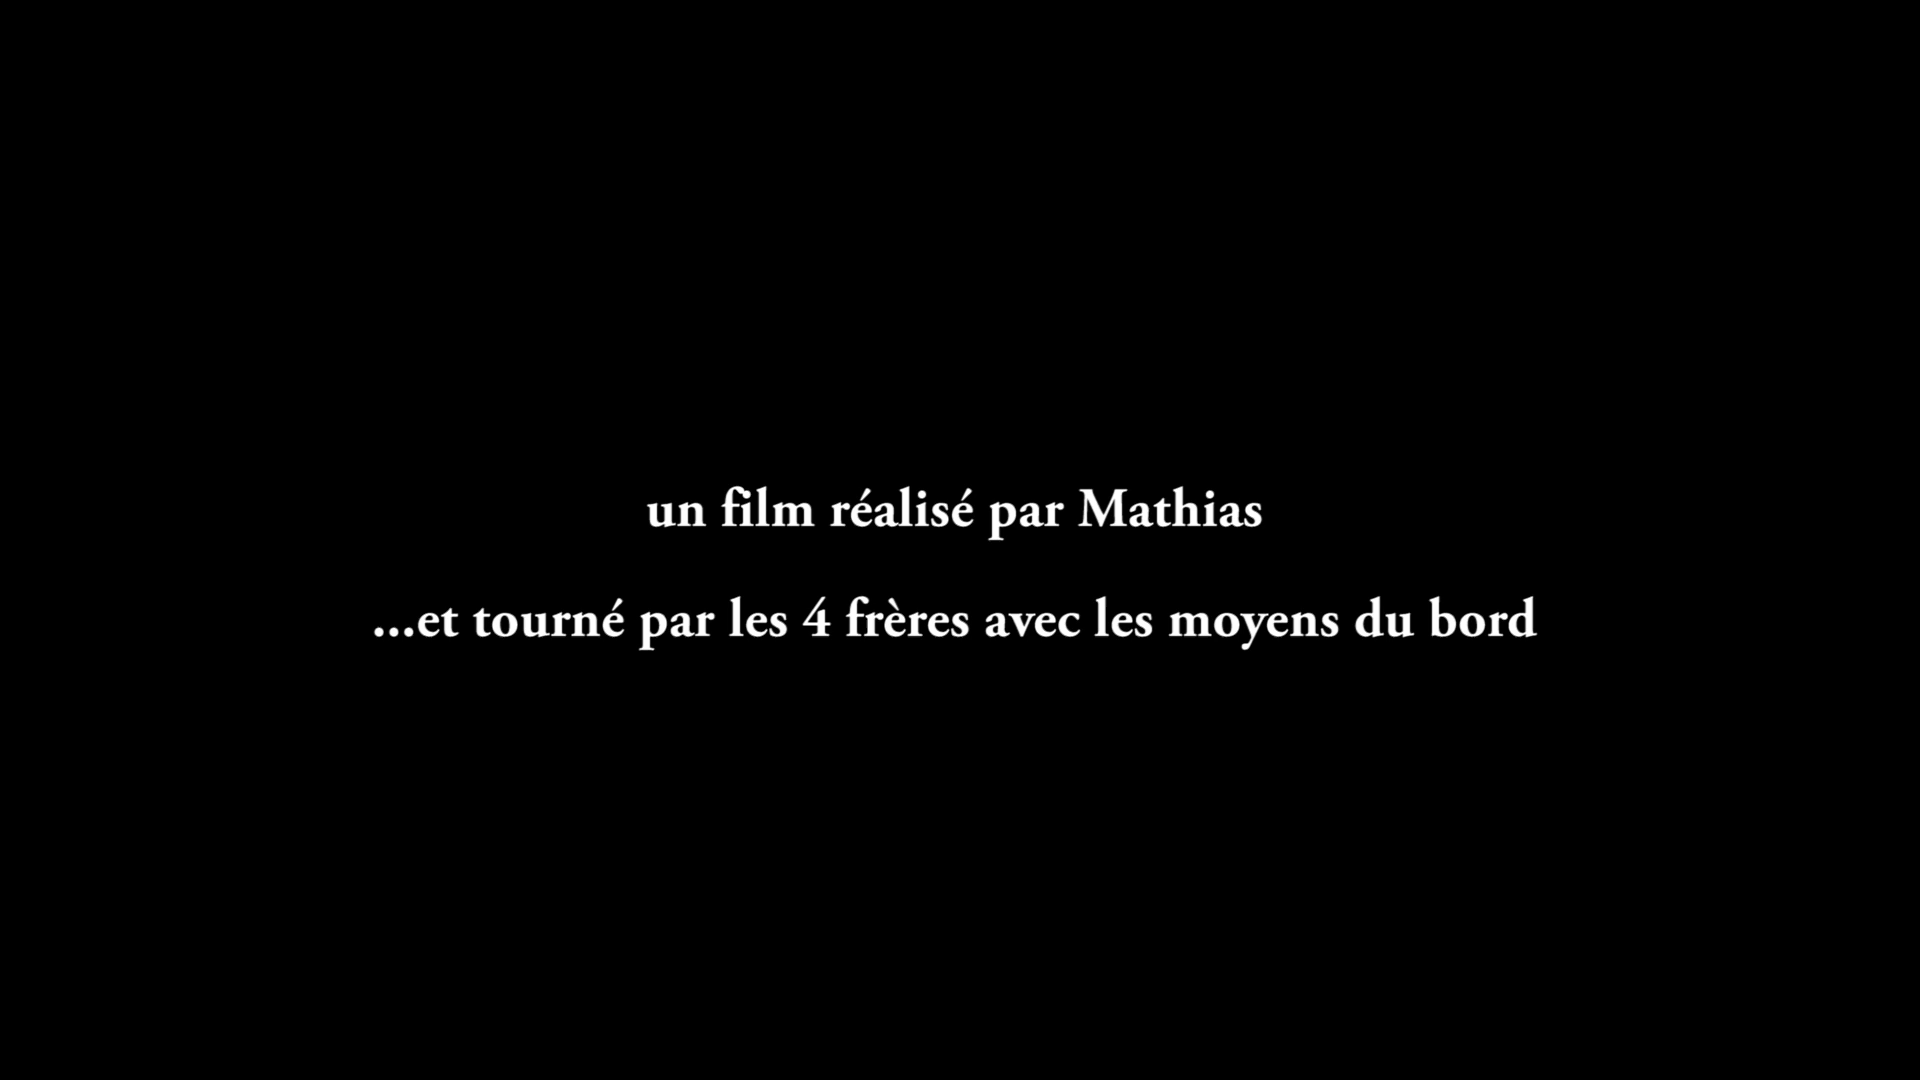 un film réalisé par Mathias
...et tourné par les 4 frères avec les moyens du bord